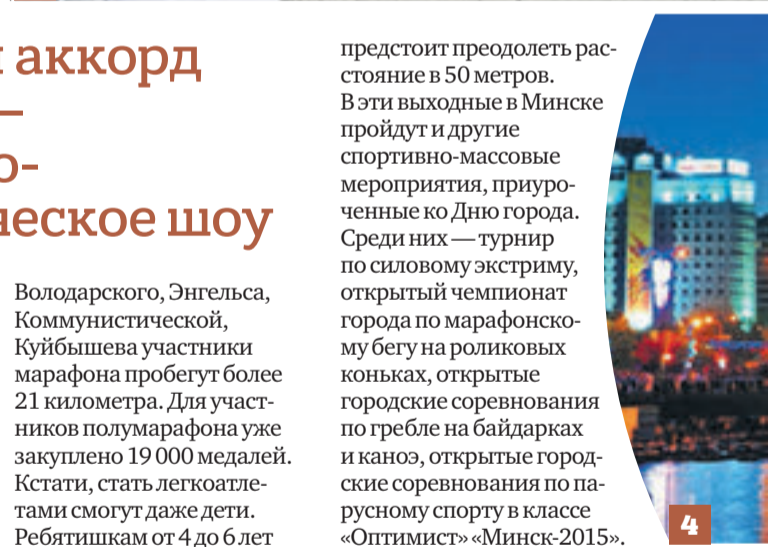 аккорд
—
о-
ческое шоу
Володарского, Энгельса,
Коммунистической,
Куйбышева участники
марафона пробегут более
21 километра. Для участ-
ников полумарафона уже
закуплено 19 000 медалей.
Кстати, стать легкоатле-
тами смогут даже дети.
Ребятишкам от 4 до 6 лет
предстоит преодолеть рас-
стояние в 50 метров.
В эти выходные в Минске
пройдут и другие
спортивно-массовые
мероприятия, приуро-
ченные ко Дню города.
Среди них — турнир
по силовому экстриму,
открытый чемпионат
города по марафонско-
му бегу на роликовых
коньках, открытые
городские соревнования
по гребле на байдарках
и каноэ, открытые город-
ские соревнования по па-
русному спорту в классе
«Оптимист» «Минск-2015».
4